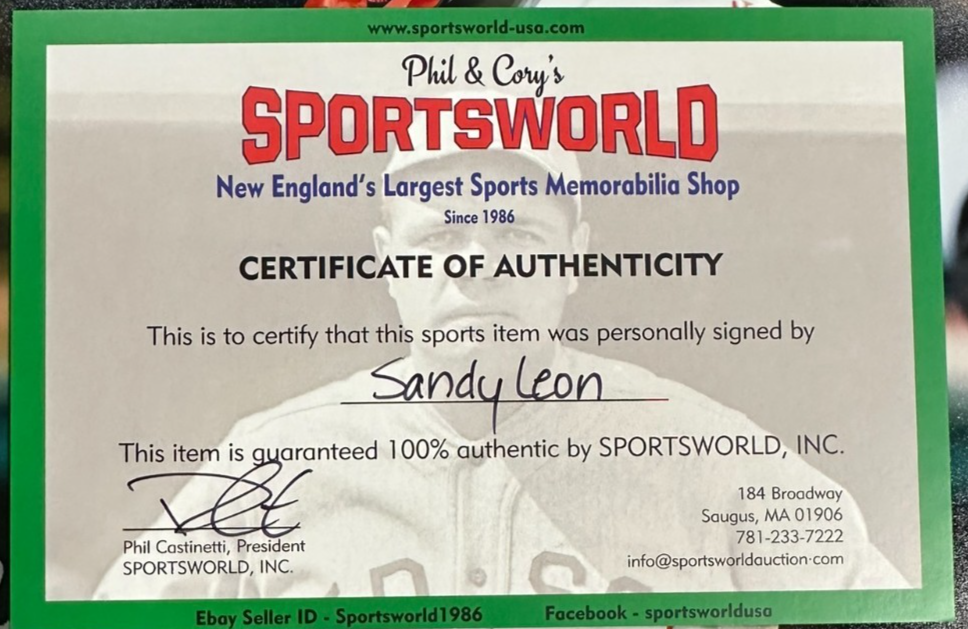 www.sportsworld-usa.com
Phil & Cory's
SPORTSWORLD
New England's Largest Sports Memorabilia Shop
Since 1986
CERTIFICATE OF AUTHENTICITY
This is to certify that this sports item was personally signed by
Sandy Leon
This item is guaranteed 100% authentic by SPORTSWORLD, INC.
Phil Castinetti, President
SPORTSWORLD, INC.
184 Broadway
Saugus, MA 01906
781-233-7222
info@sportsworldauction.com
Ebay Seller ID - Sportsworld1986
Facebook - sportsworldusa